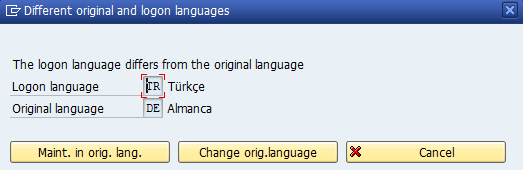 Different original and logon languages
The logon language differs from the original language
Logon language TR Türkçe
Original language DE Almanca
Maint. in orig. lang. Change orig.language Cancel